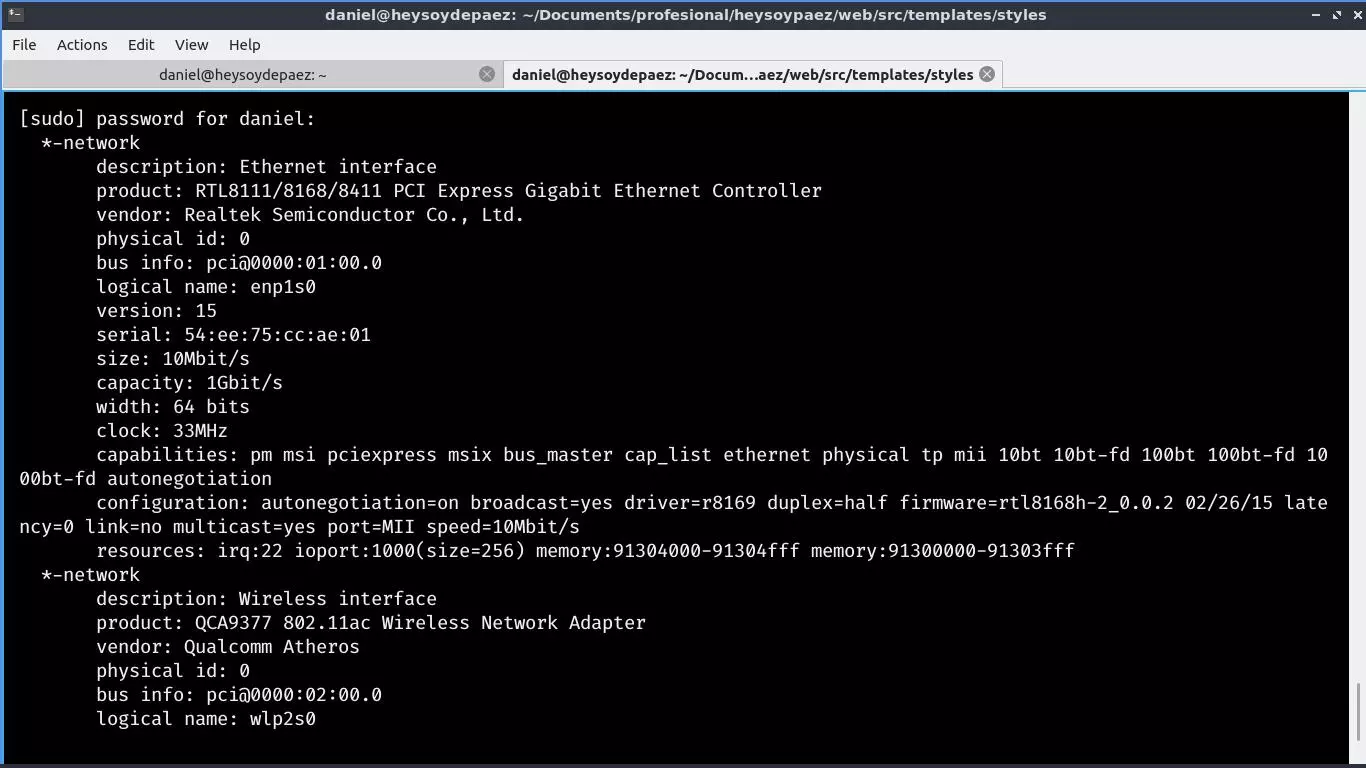 daniel@heysoydepaez: ~/Documents/profesional/heysoypaez/web/src/templates/styles
File Actions Edit View Help
daniel@heysoydepaez: ~ daniel@heysoydepaez: ~/Docum...aez/web/src/templates/styles
[sudo] password for daniel:
*-network
description: Ethernet interface
product: RTL8111/8168/8411 PCI Express Gigabit Ethernet Controller
vendor: Realtek Semiconductor Co., Ltd.
physical id: 0
bus info: pci@0000:01:00.0
logical name: enp1s0
version: 15
serial: 54:ee:75:cc:ae:01
size: 10Mbit/s
capacity: 1Gbit/s
width: 64 bits
clock: 33MHz
capabilities: pm msi pciexpress msix bus_master cap_list ethernet physical tp mii 10bt 10bt-fd 100bt 100bt-fd 10
00bt-fd autonegotiation
configuration: autonegotiation=on broadcast=yes driver=r8169 duplex=half firmware=rtl8168h-2_0.0.2 02/26/15 late
ncy=0 link=no multicast=yes port=MII speed=10Mbit/s
resources: irq:22 ioport:1000(size=256) memory:91304000-91304fff memory:91300000-91303fff
*-network
description: Wireless interface
product: QCA9377 802.11ac Wireless Network Adapter
vendor: Qualcomm Atheros
physical id: 0
bus info: pci@0000:02:00.0
logical name: wlp2s0